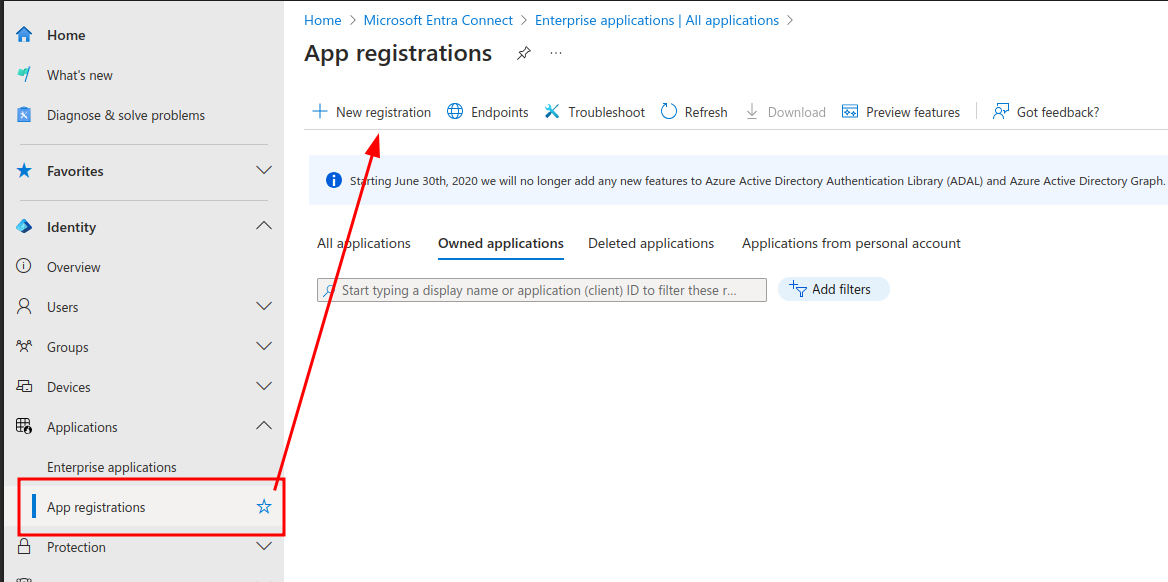 Home
What's new
Diagnose & solve problems
Favorites
Identity
Overview
Users
Groups
Devices
Applications
Enterprise applications
App registrations
Protection
Home > Microsoft Entra Connect > Enterprise applications | All applications >
App registrations
New registration Endpoints Troubleshoot Refresh Download Preview features Got feedback?
Starting June 30th, 2020 we will no longer add any new features to Azure Active Directory Authentication Library (ADAL) and Azure Active Directory Graph.
All applications Owned applications Deleted applications Applications from personal account
Start typing a display name or application (client) ID to filter these r... Add filters